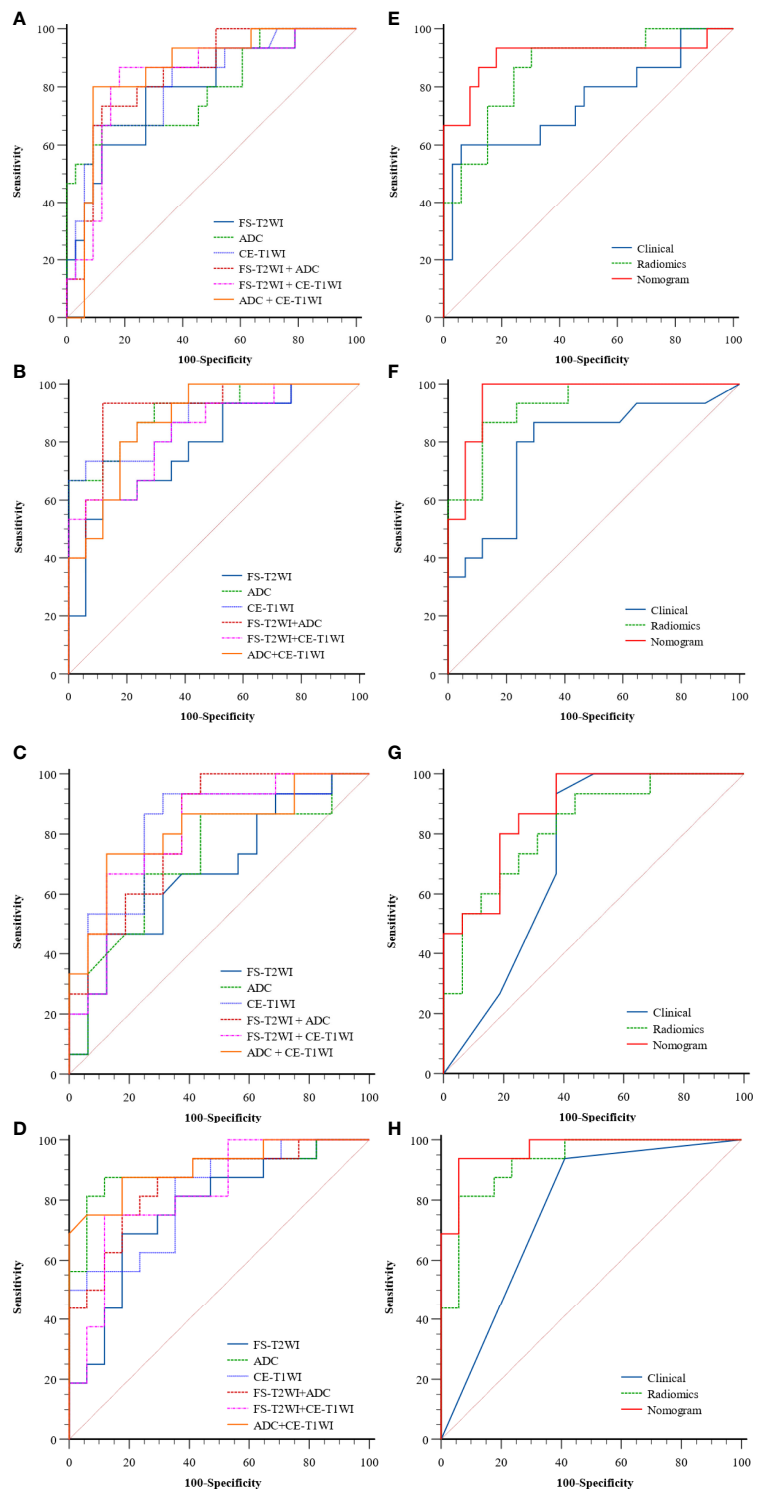 A
100
80
60
40
20
0
Sensitivity
0 20 40 60 80 100
100-Specificity
FS-T2WI
ADC
CE-T1WI
FS-T2WI + ADC
FS-T2WI + CE-T1WI
ADC + CE-T1WI
E
100
80
60
40
20
0
Sensitivity
0 20 40 60 80 100
100-Specificity
Clinical
Radiomics
Nomogram
B
100
80
60
40
20
0
Sensitivity
0 20 40 60 80 100
100-Specificity
FS-T2WI
ADC
CE-T1WI
FS-T2WI+ADC
FS-T2WI+CE-T1WI
ADC+CE-T1WI
F
100
80
60
40
20
0
Sensitivity
0 20 40 60 80 100
100-Specificity
Clinical
Radiomics
Nomogram
C
100
80
60
40
20
0
Sensitivity
0 20 40 60 80 100
100-Specificity
FS-T2WI
ADC
CE-T1WI
FS-T2WI + ADC
FS-T2WI + CE-T1WI
ADC + CE-T1WI
G
100
80
60
40
20
0
Sensitivity
0 20 40 60 80 100
100-Specificity
Clinical
Radiomics
Nomogram
D
100
80
60
40
20
0
Sensitivity
0 20 40 60 80 100
100-Specificity
FS-T2WI
ADC
CE-T1WI
FS-T2WI+ADC
FS-T2WI+CE-T1WI
ADC+CE-T1WI
H
100
80
60
40
20
0
Sensitivity
0 20 40 60 80 100
100-Specificity
Clinical
Radiomics
Nomogram